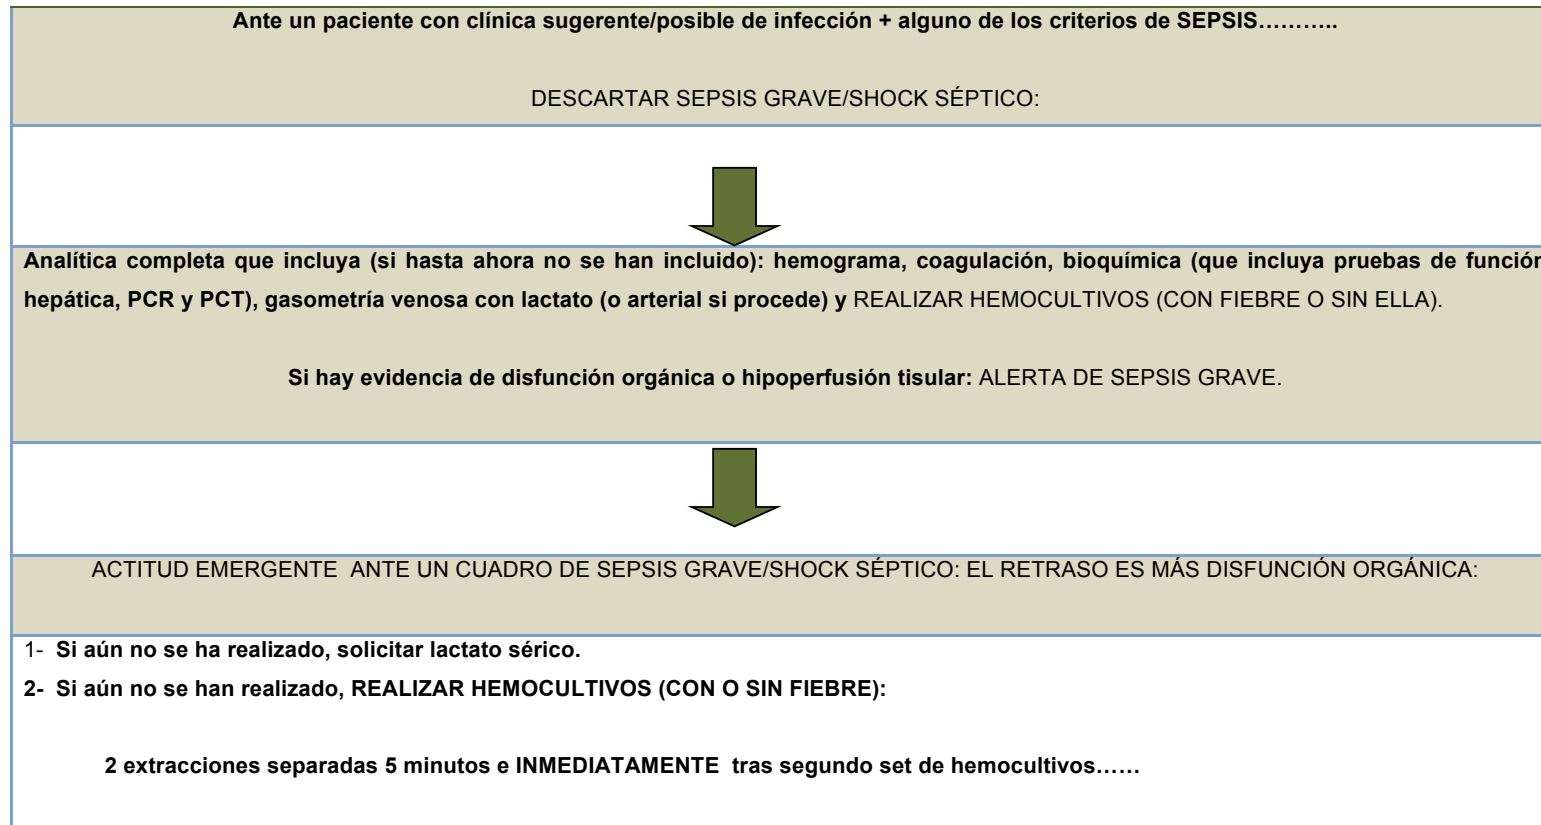 Ante un paciente con clínica sugerente/posible de infección + alguno de los criterios de SEPSIS………..
DESCARTAR SEPSIS GRAVE/SHOCK SÉPTICO:
Analítica completa que incluya (si hasta ahora no se han incluido): hemograma, coagulación, bioquímica (que incluya pruebas de función
hepática, PCR y PCT), gasometría venosa con lactato (o arterial si procede) y REALIZAR HEMOCULTIVOS (CON FIEBRE O SIN ELLA).
Si hay evidencia de disfunción orgánica o hipoperfusión tisular: ALERTA DE SEPSIS GRAVE.
ACTITUD EMERGENTE ANTE UN CUADRO DE SEPSIS GRAVE/SHOCK SÉPTICO: EL RETRASO ES MÁS DISFUNCIÓN ORGÁNICA:
1- Si aún no se ha realizado, solicitar lactato sérico.
2- Si aún no se han realizado, REALIZAR HEMOCULTIVOS (CON O SIN FIEBRE):
2 extracciones separadas 5 minutos e INMEDIATAMENTE tras segundo set de hemocultivos……